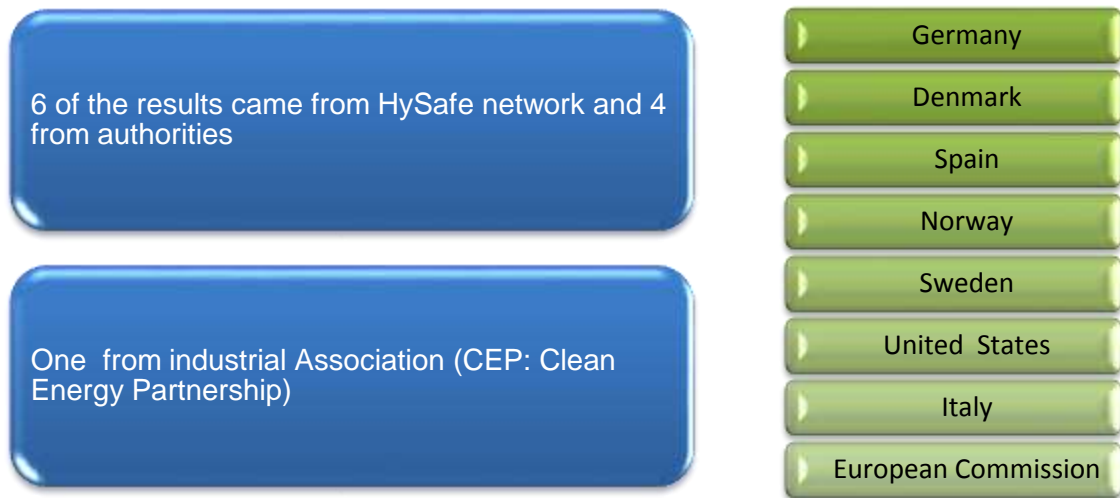 6 of the results came from HySafe network and 4
from authorities
One from industrial Association (CEP: Clean
Energy Partnership)
Germany
Denmark
Spain
Norway
Sweden
United States
Italy
European Commission